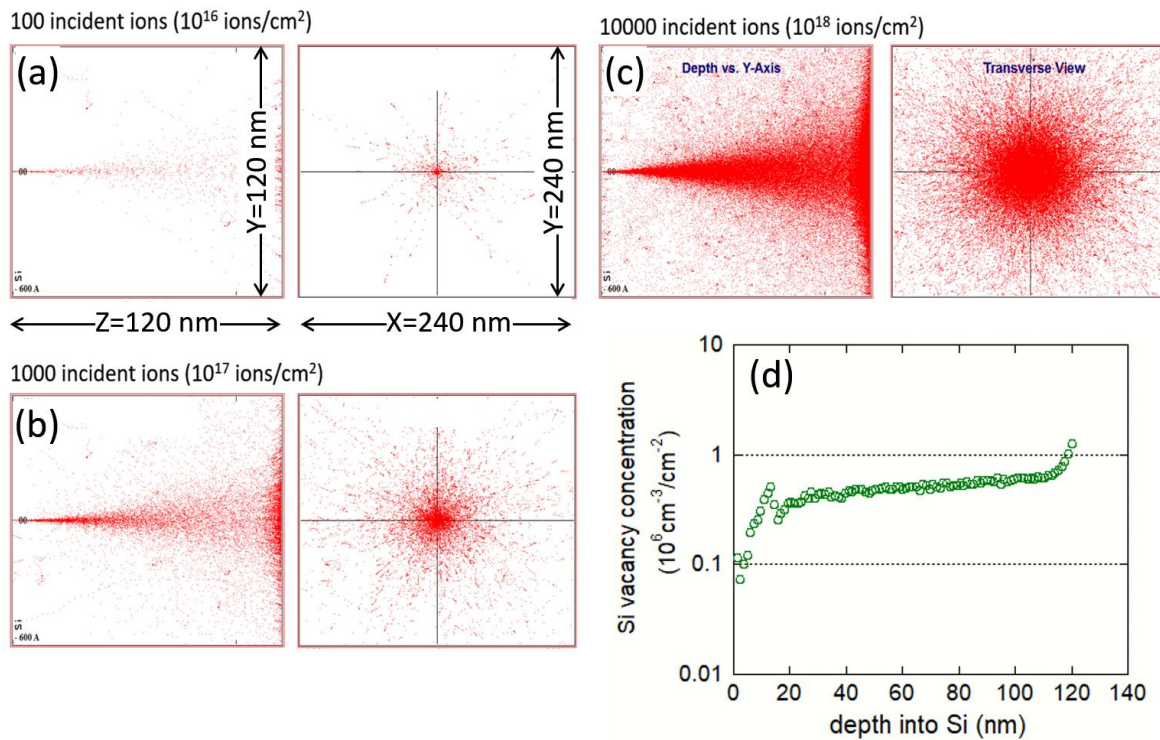 100 incident ions (10¹⁶ ions/cm²)
(a)
Y=120 nm
Y=240 nm
00
Si
- 600 A
Z=120 nm
X=240 nm
1000 incident ions (10¹⁷ ions/cm²)
(b)
00
Si
- 600 A
10000 incident ions (10¹⁸ ions/cm²)
(c)
Depth vs. Y-Axis
Transverse View
00
Si
- 600 A
(d)
Si vacancy concentration
(10⁶ cm⁻³/cm⁻²)
10
1
0.1
0.01
0 20 40 60 80 100 120 140
depth into Si (nm)